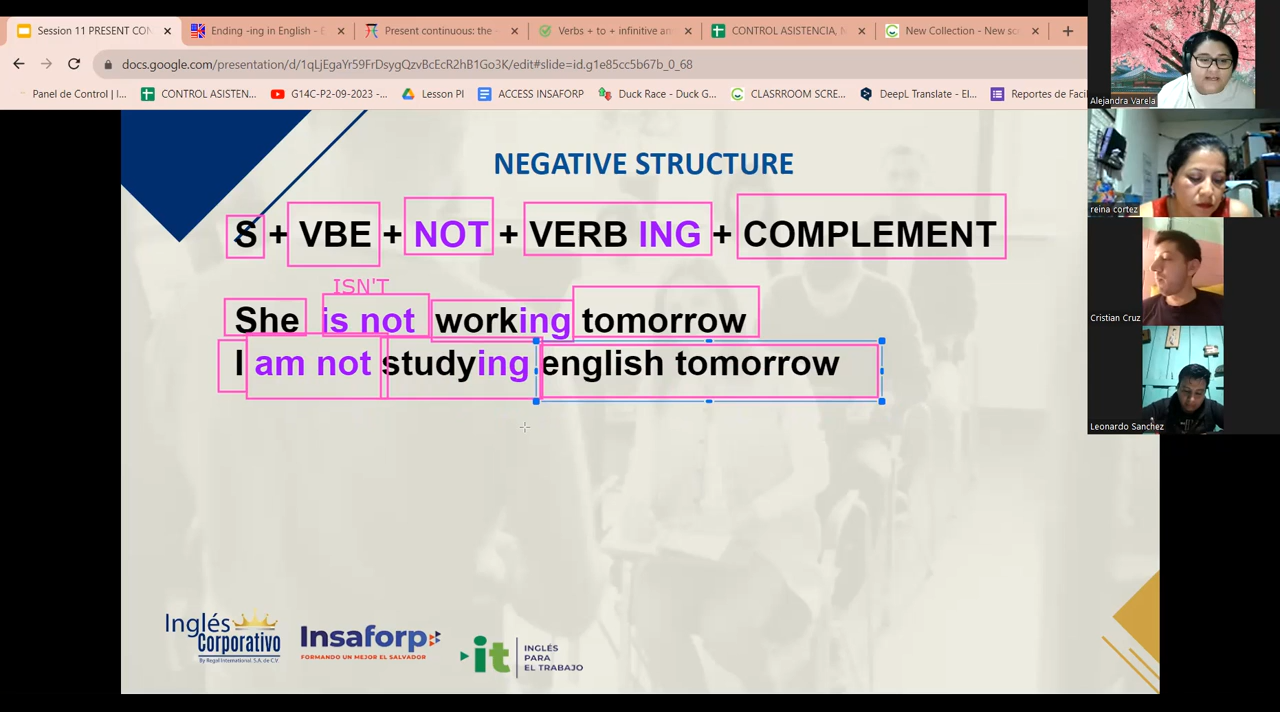 Session 11 PRESENT CON
Ending -ing in English - E
Present continuous: the -
Verbs + to + infinitive an
CONTROL ASISTENCIA,
New Collection - New scr
docs.google.com/presentation/d/1qLjEgaYr59FrDsygQzvBcEcR2hB1Go3K/edit#slide=id.g1e85cc5b67b_0_68
Panel de Control | I...
CONTROL ASISTEN...
G14C-P2-09-2023 -...
Lesson PI
ACCESS INSAFORP
Duck Race - Duck G...
CLASRROOM SCRE...
DeepL Translate - El...
Reportes de Facil
Alejandra Varela
reina cortez
Cristian Cruz
Leonardo Sanchez
NEGATIVE STRUCTURE
S + VBE + NOT + VERB ING + COMPLEMENT
ISN'T
She is not working tomorrow
I am not studying english tomorrow
Inglés
Corporativo
By Regal International S.A. de C.V
Insaforp
FORMANDO UN MEJOR EL SALVADOR
it
INGLÉS
PARA
EL TRABAJO